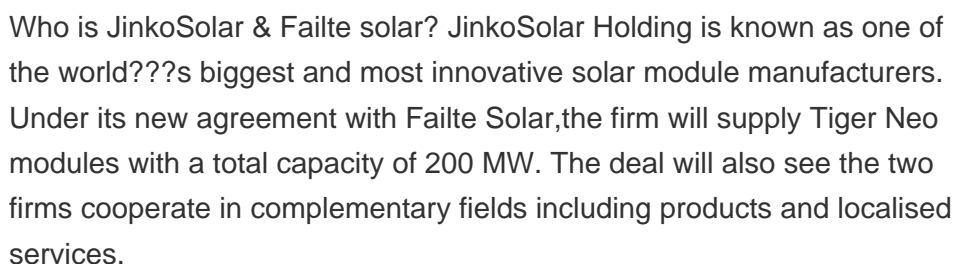 Who is JinkoSolar & Failte solar? JinkoSolar Holding is known as one of
the world???s biggest and most innovative solar module manufacturers.
Under its new agreement with Failte Solar,the firm will supply Tiger Neo
modules with a total capacity of 200 MW. The deal will also see the two
firms cooperate in complementary fields including products and localised
services.